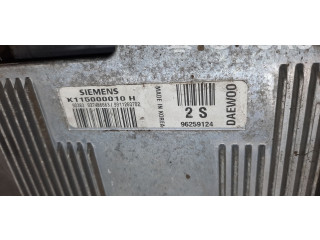 SIEMENS
K115000010 H
MADE IN KOREA
2 S
96259124
DAEWOO